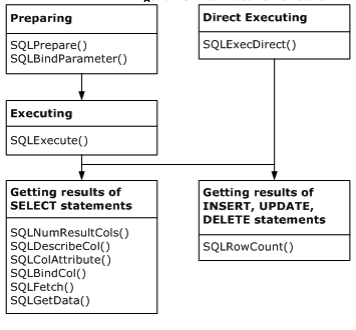 Preparing
SQLPrepare()
SQLBindParameter()
Direct Executing
SQLExecDirect()
Executing
SQLExecute()
Getting results of
SELECT statements
SQLNumResultCols()
SQLDescribeCol()
SQLColAttribute()
SQLBindCol()
SQLFetch()
SQLGetData()
Getting results of
INSERT, UPDATE,
DELETE statements
SQLRowCount()